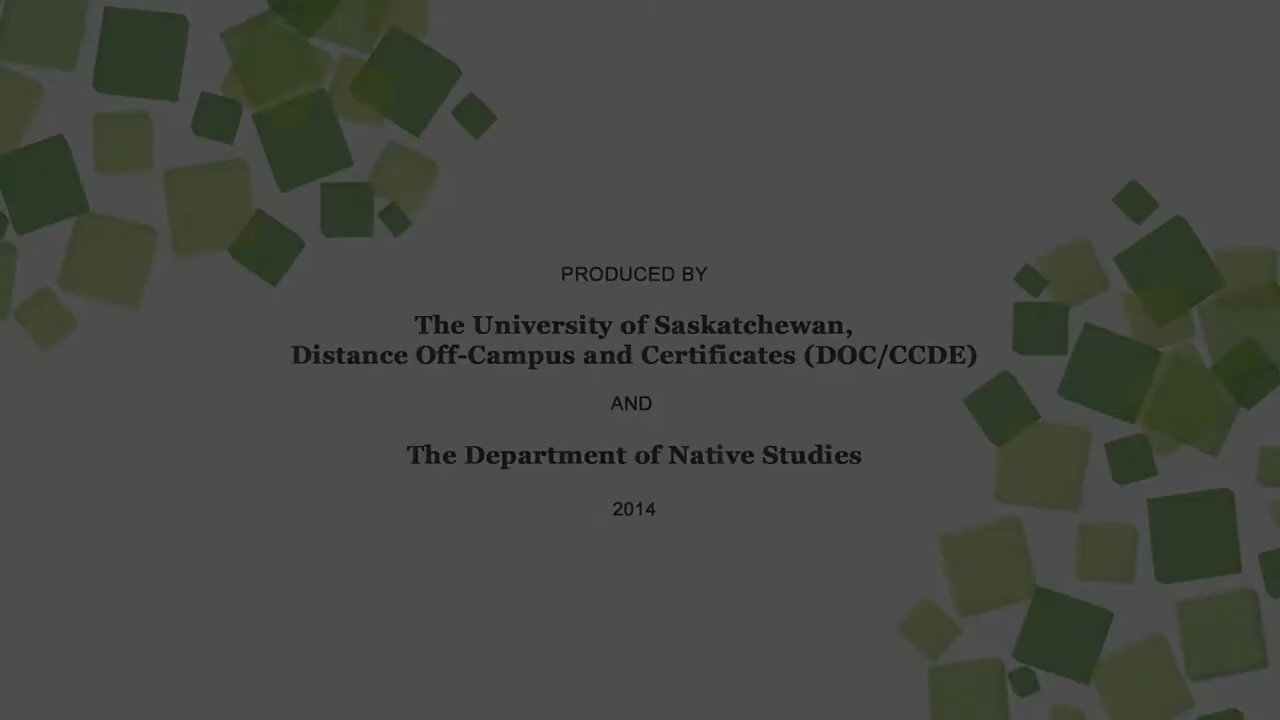 PRODUCED BY
The University of Saskatchewan,
Distance Off-Campus and Certificates (DOC/CCDE)
AND
The Department of Native Studies
2014